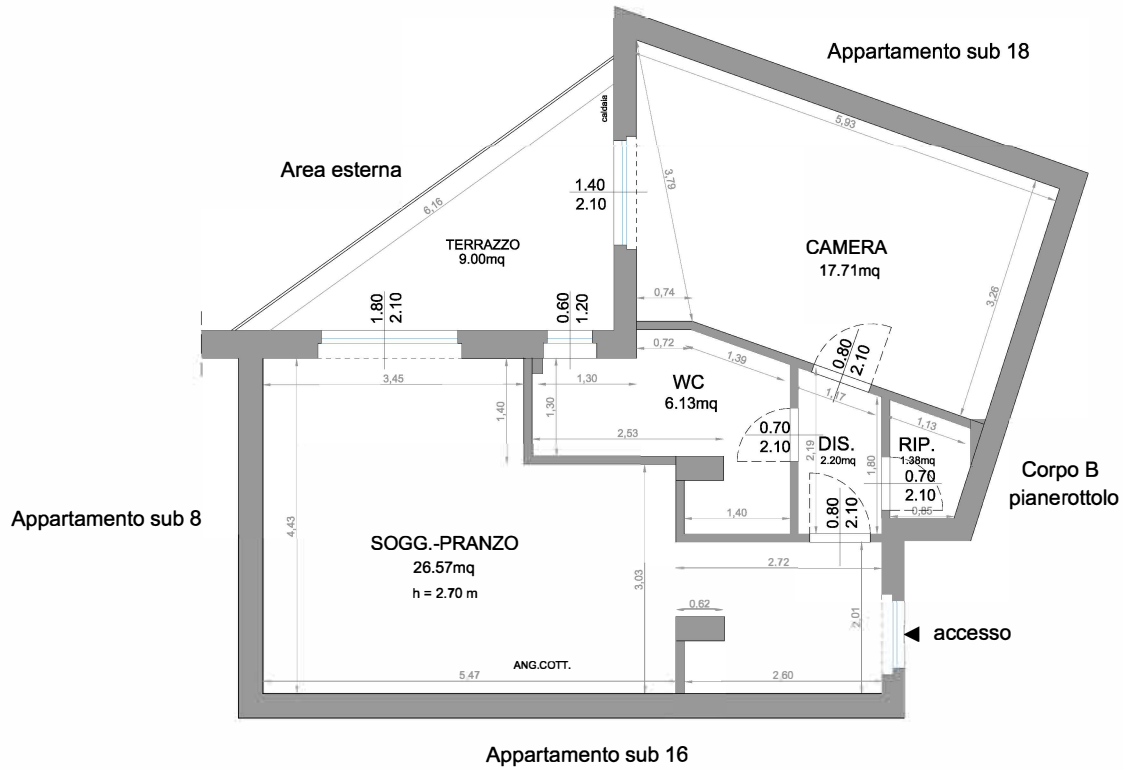 Appartamento sub 18
caldaia
5,93
Area esterna
3,79
1.40
2.10
6,16
TERRAZZO
9.00mq
CAMERA
17.71mq
3,26
0,74
1.80
2.10
0.60
1.20
0,72
1,39
0.80
2.10
3,45
1,40
1,30
1,30
WC
6.13mq
1,17
2,53
0.70
2.10
2,19
DIS.
2.20mq
1,80
RIP.
1.38mq
1,13
0.70
2.10
0,85
Corpo B
pianerottolo
Appartamento sub 8
4,43
SOGG.-PRANZO
26.57mq
h = 2.70 m
1,40
0.80
2.10
3,03
2.72
0.62
2,01
accesso
ANG.COTT.
5,47
2,60
Appartamento sub 16